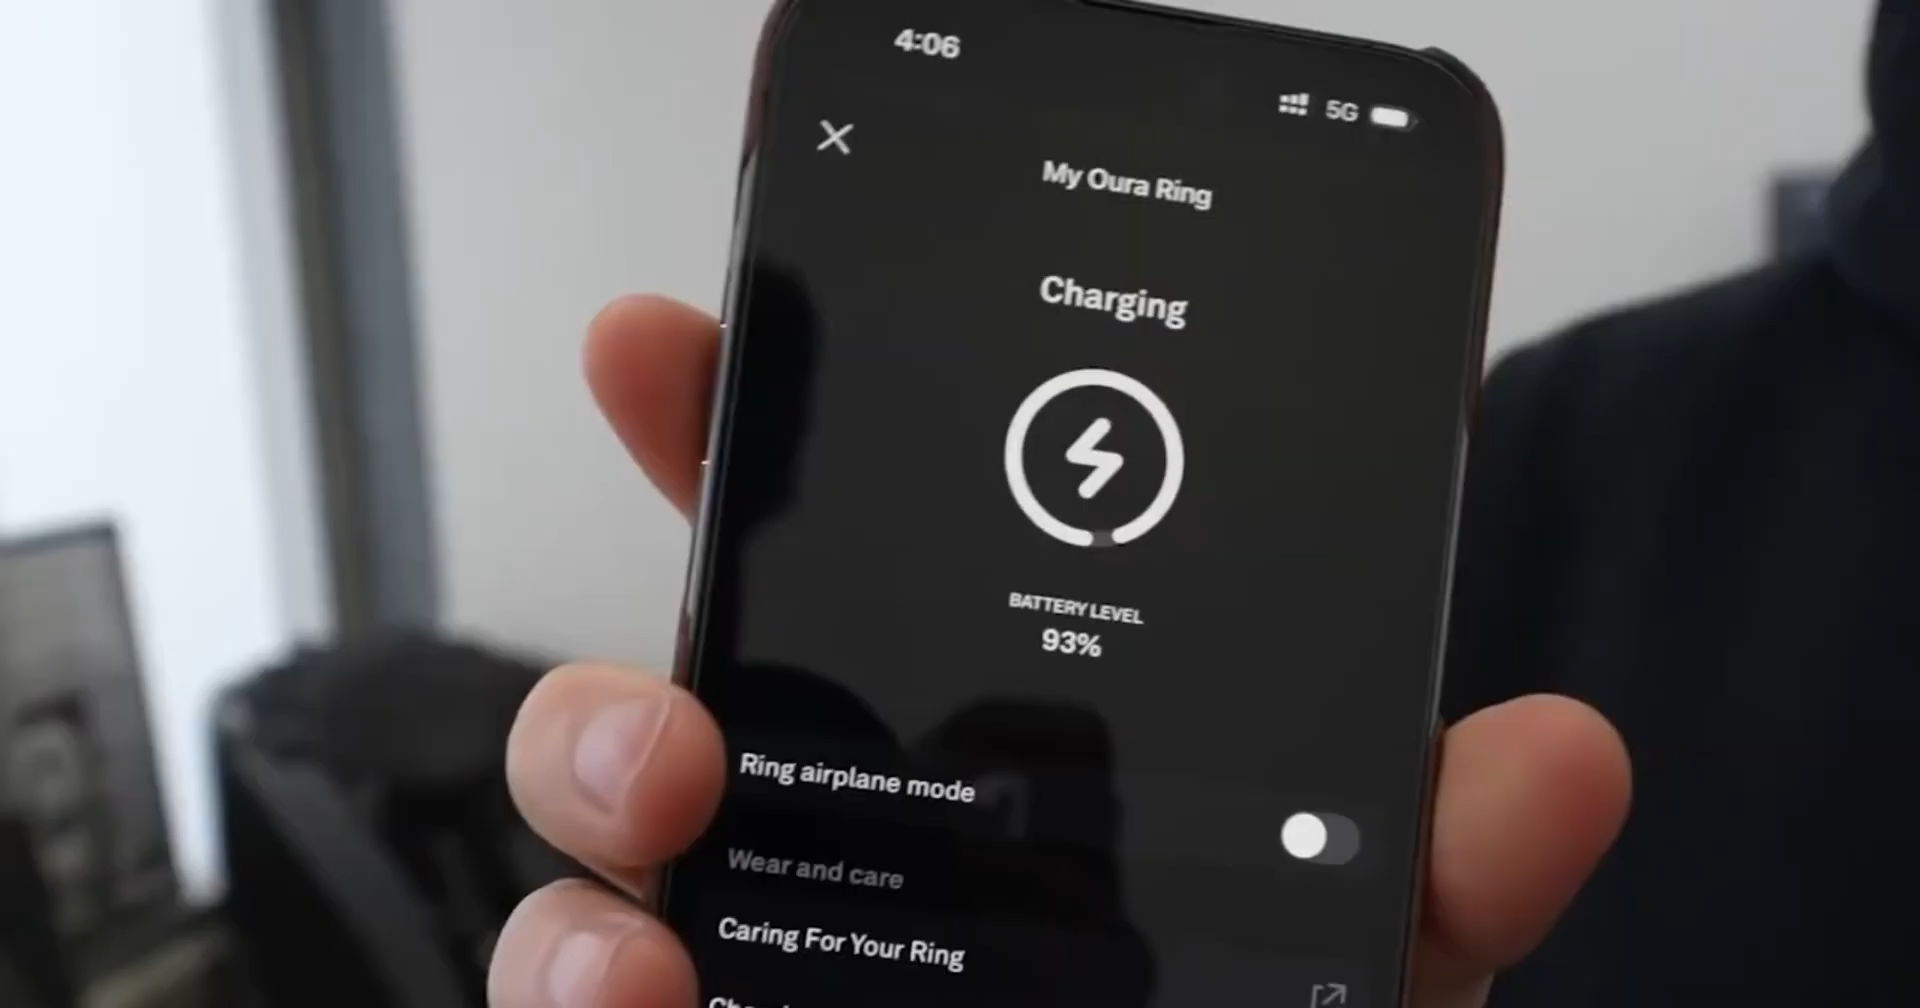 4:06
5G
My Oura Ring
Charging
BATTERY LEVEL
93%
Ring airplane mode
Wear and care
Caring For Your Ring